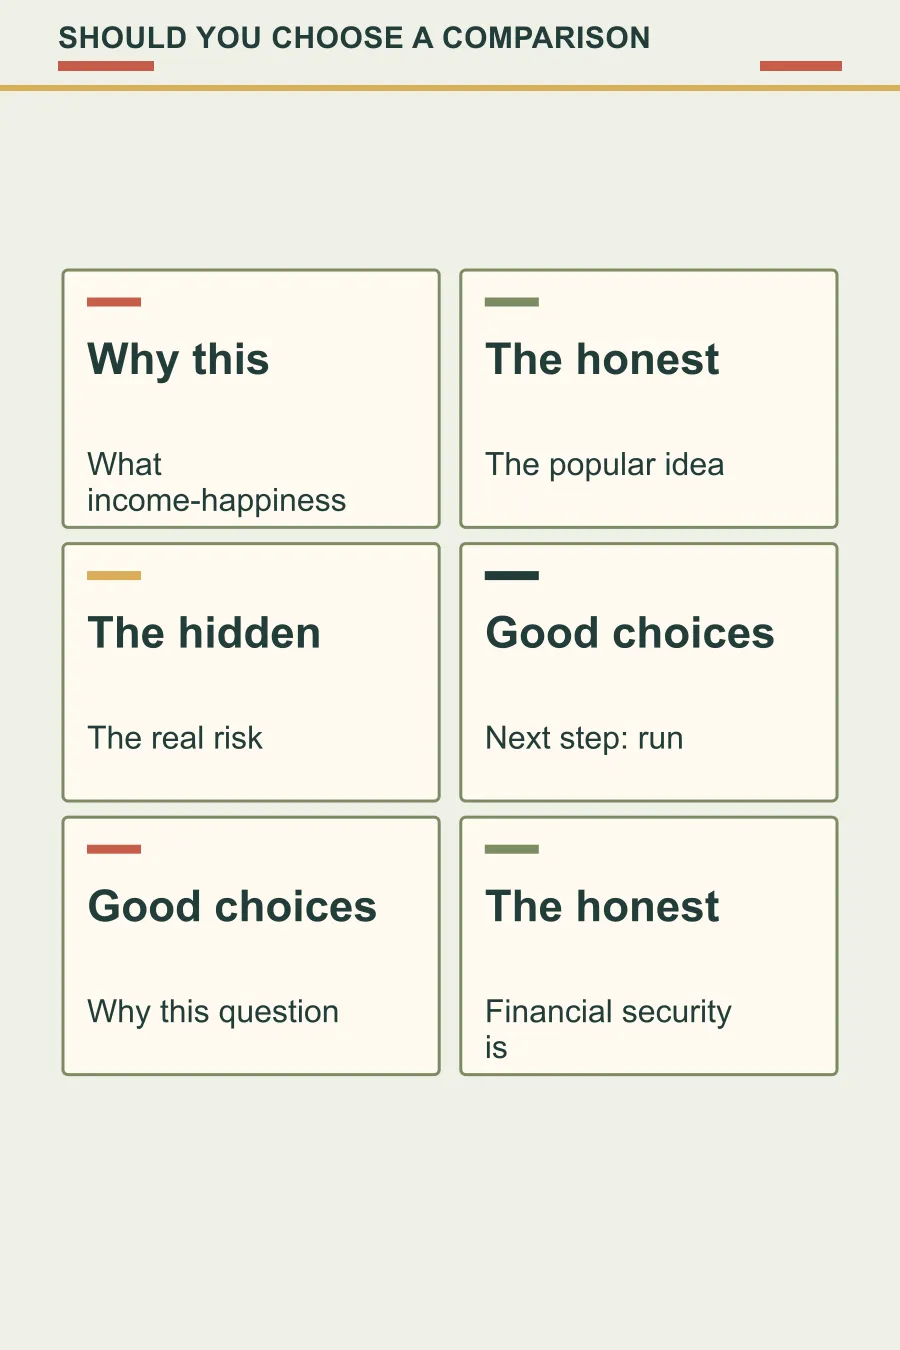 SHOULD YOU CHOOSE A COMPARISON
Why this
What
income-happiness
The honest
The popular idea
The hidden
The real risk
Good choices
Next step: run
Good choices
Why this question
The honest
Financial security
is